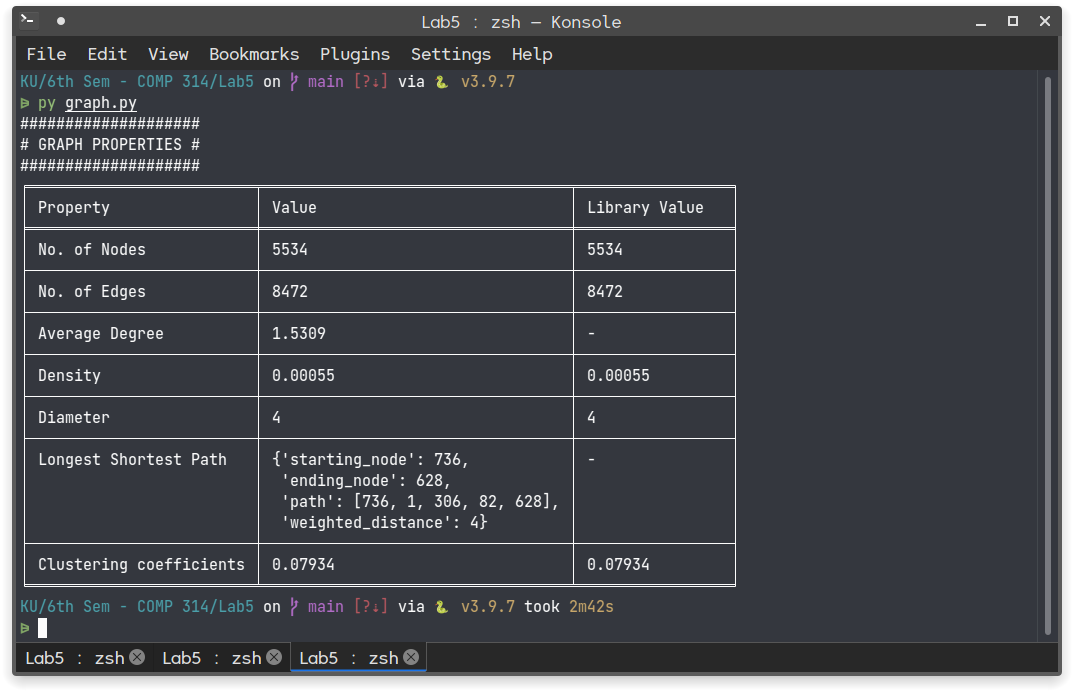 Lab5 : zsh — Konsole
File Edit View Bookmarks Plugins Settings Help
KU/6th Sem - COMP 314/Lab5 on main [?⇣] via 🐍 v3.9.7
py graph.py
####################
# GRAPH PROPERTIES #
####################
Property Value Library Value
No. of Nodes 5534 5534
No. of Edges 8472 8472
Average Degree 1.5309 -
Density 0.00055 0.00055
Diameter 4 4
Longest Shortest Path {'starting_node': 736, -
'ending_node': 628,
'path': [736, 1, 306, 82, 628],
'weighted_distance': 4}
Clustering coefficients 0.07934 0.07934
KU/6th Sem - COMP 314/Lab5 on main [?⇣] via 🐍 v3.9.7 took 2m42s
Lab5 : zsh Lab5 : zsh Lab5 : zsh